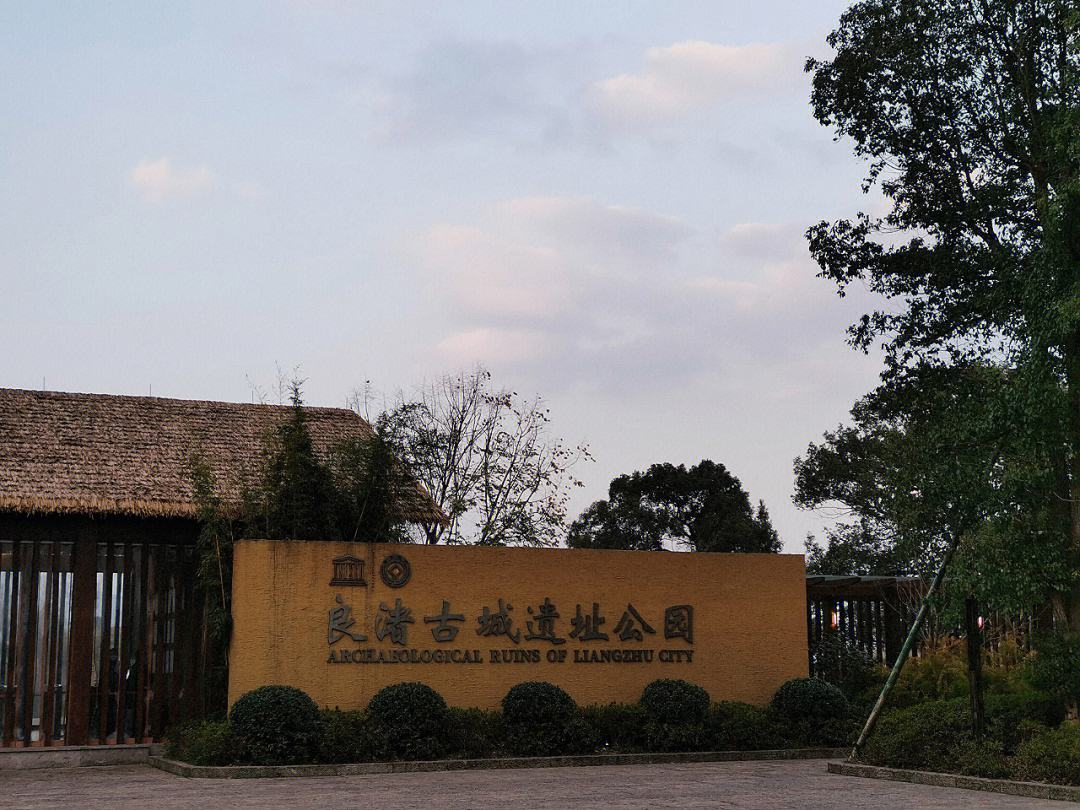 良渚古城遗址公园
ARCHAEOLOGICAL RUINS OF LIANGZHU CITY